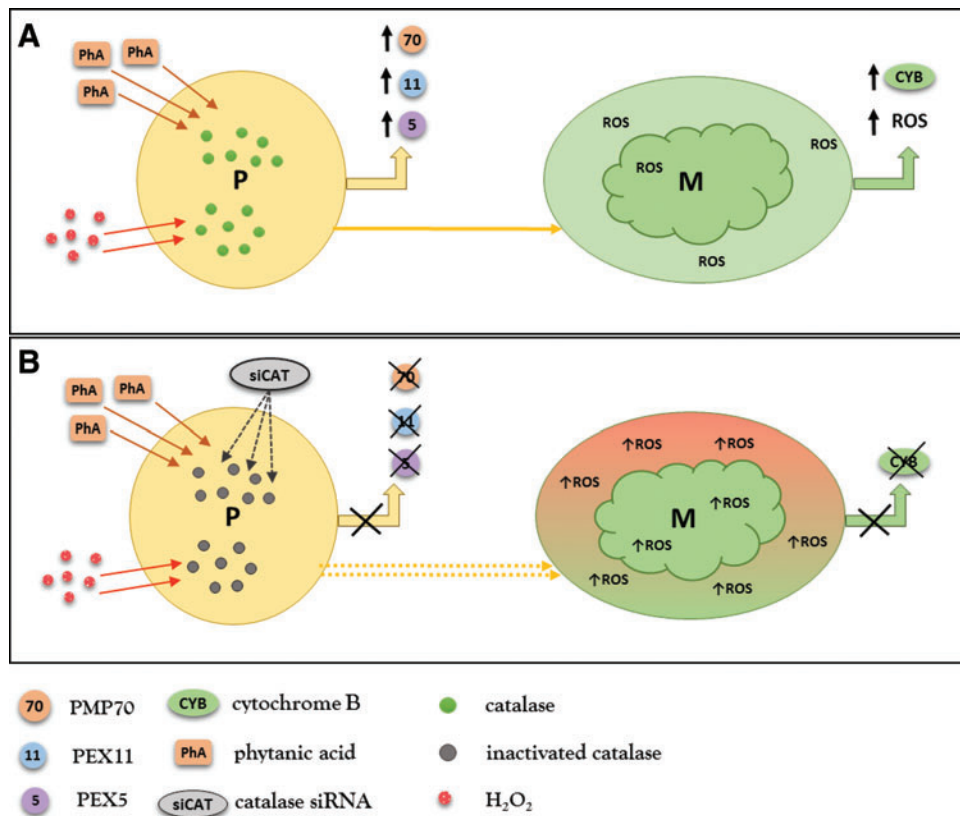 A
PhA
PhA
PhA
70
11
5
P
ROS
ROS
ROS
ROS
M
CYB
ROS
B
siCAT
PhA
PhA
PhA
70
11
5
P
↑ROS
↑ROS
↑ROS
↑ROS
↑ROS
↑ROS
↑ROS
↑ROS
M
CYB
70 PMP70
CYB cytochrome B
catalase
11 PEX11
PhA phytanic acid
inactivated catalase
5 PEX5
siCAT catalase siRNA
H₂O₂